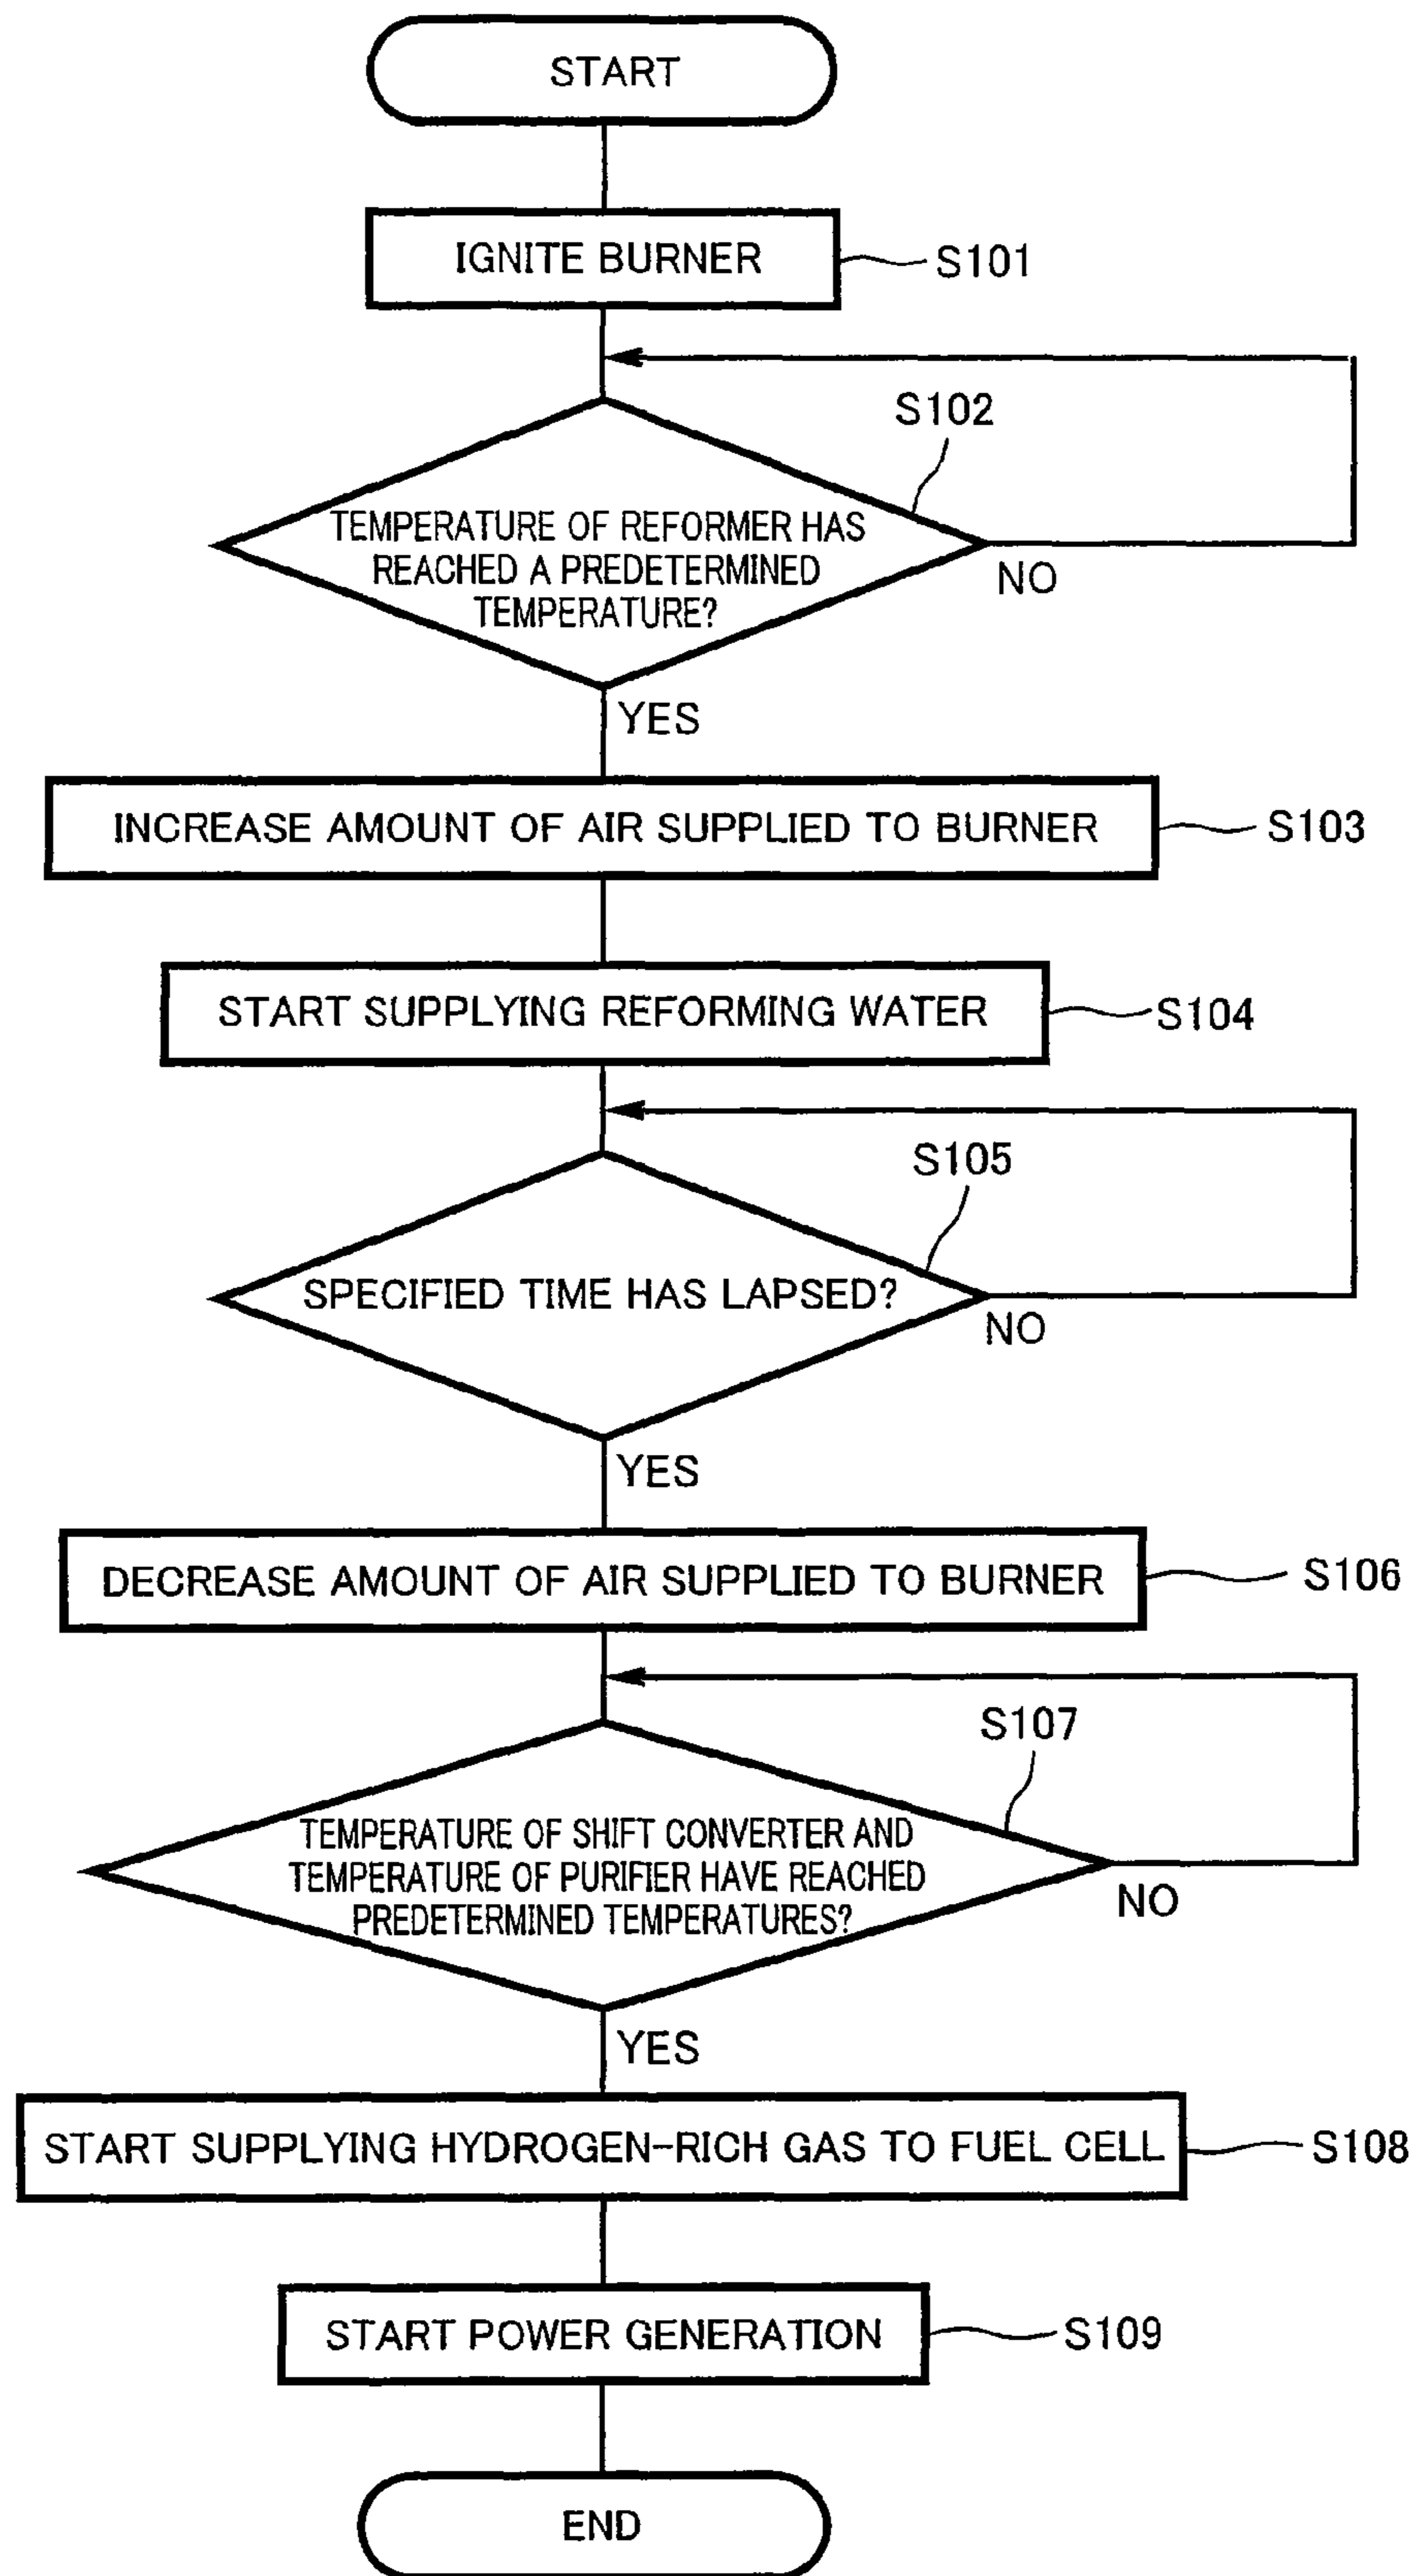 START
IGNITE BURNER
S101
S102
TEMPERATURE OF REFORMER HAS
REACHED A PREDETERMINED
TEMPERATURE?
NO
YES
INCREASE AMOUNT OF AIR SUPPLIED TO BURNER
S103
START SUPPLYING REFORMING WATER
S104
S105
SPECIFIED TIME HAS LAPSED?
NO
YES
DECREASE AMOUNT OF AIR SUPPLIED TO BURNER
S106
S107
TEMPERATURE OF SHIFT CONVERTER AND
TEMPERATURE OF PURIFIER HAVE REACHED
PREDETERMINED TEMPERATURES?
NO
YES
START SUPPLYING HYDROGEN-RICH GAS TO FUEL CELL
S108
START POWER GENERATION
S109
END